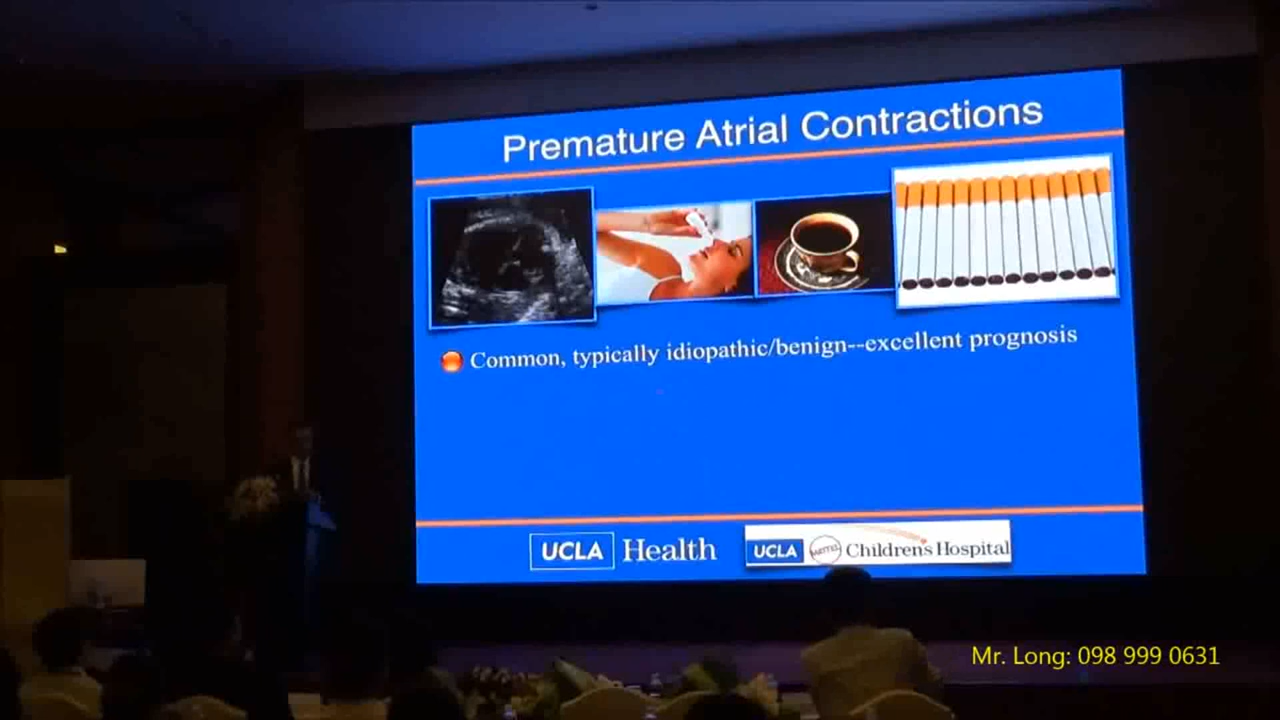 Premature Atrial Contractions
Common, typically idiopathic/benign--excellent prognosis
UCLA Health
UCLA MATTEL Children's Hospital
Mr. Long: 098 999 0631